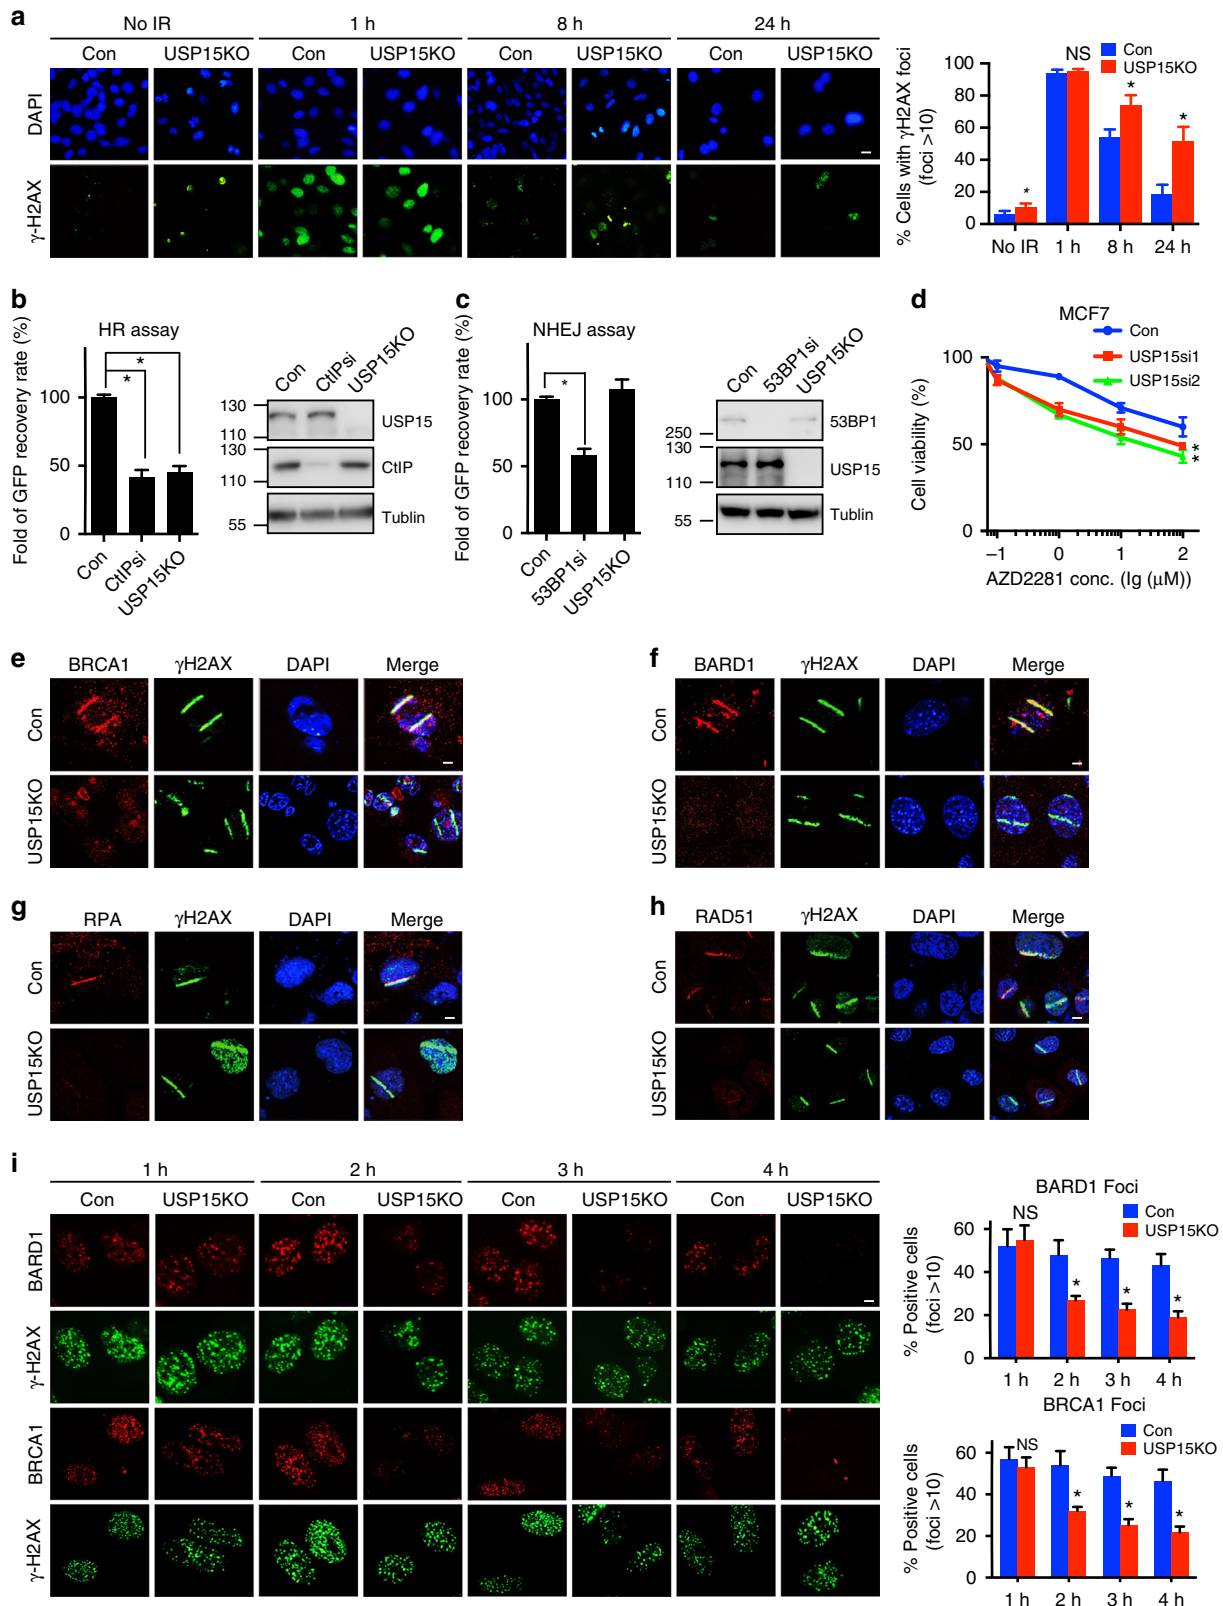 a
No IR 1 h 8 h 24 h
Con USP15KO Con USP15KO Con USP15KO Con USP15KO
DAPI
γ-H2AX
% Cells with γH2AX foci
(foci >10)
Con
USP15KO
NS
*
*
*
100
80
60
40
20
0
No IR 1 h 8 h 24 h
b
HR assay
Fold of GFP recovery rate (%)
*
*
100
50
0
Con CtIPsi USP15KO
Con CtIPsi USP15KO
130
110
USP15
130
110
CtIP
55
Tublin
c
NHEJ assay
Fold of GFP recovery rate (%)
*
100
50
0
Con 53BP1si USP15KO
Con 53BP1si USP15KO
250
53BP1
130
110
USP15
55
Tublin
d
MCF7
Con
USP15si1
USP15si2
Cell viability (%)
100
50
0
*
*
–1 0 1 2
AZD2281 conc. (lg (μM))
e
BRCA1 γH2AX DAPI Merge
Con
USP15KO
f
BARD1 γH2AX DAPI Merge
Con
USP15KO
g
RPA γH2AX DAPI Merge
Con
USP15KO
h
RAD51 γH2AX DAPI Merge
Con
USP15KO
i
1 h 2 h 3 h 4 h
Con USP15KO Con USP15KO Con USP15KO Con USP15KO
BARD1
γ-H2AX
BRCA1
γ-H2AX
BARD1 Foci
Con
USP15KO
NS
% Positive cells
(foci >10)
60
40
20
0
* * *
1 h 2 h 3 h 4 h
BRCA1 Foci
Con
USP15KO
NS
% Positive cells
(foci >10)
60
40
20
0
* * *
1 h 2 h 3 h 4 h